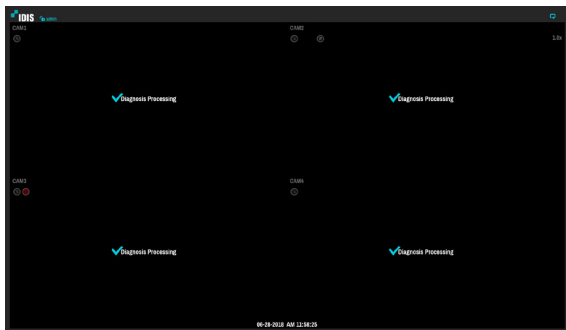 IDIS admin
CAM1
CAM2
1.0x
Diagnosis Processing
Diagnosis Processing
CAM3
CAM4
Diagnosis Processing
Diagnosis Processing
06-28-2018 AM 11:58:25